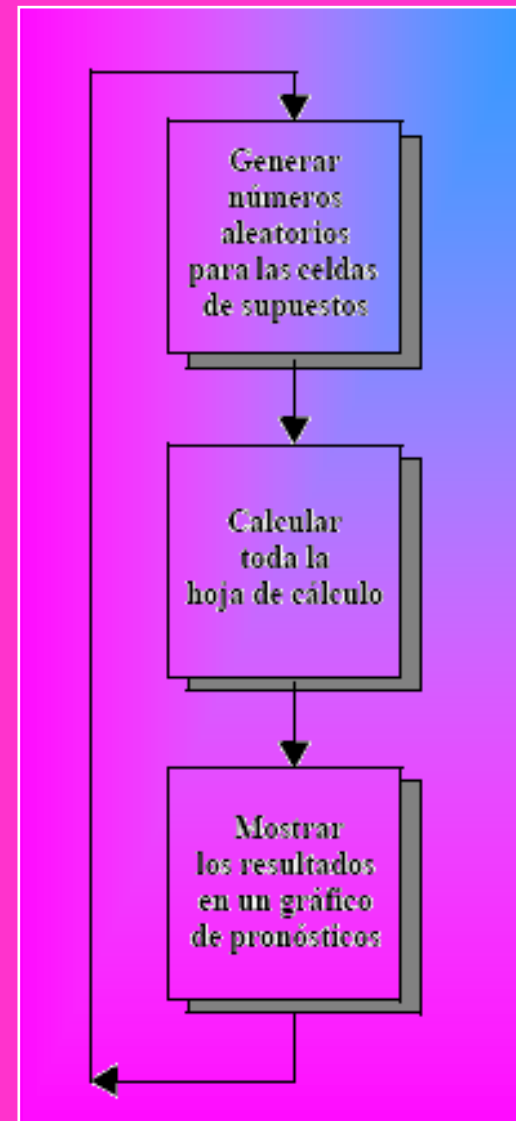 Generar
números
aleatorios
para las celdas
de supuestos
Calcular
toda la
hoja de cálculo
Mostrar
los resultados
en un gráfico
de pronósticos